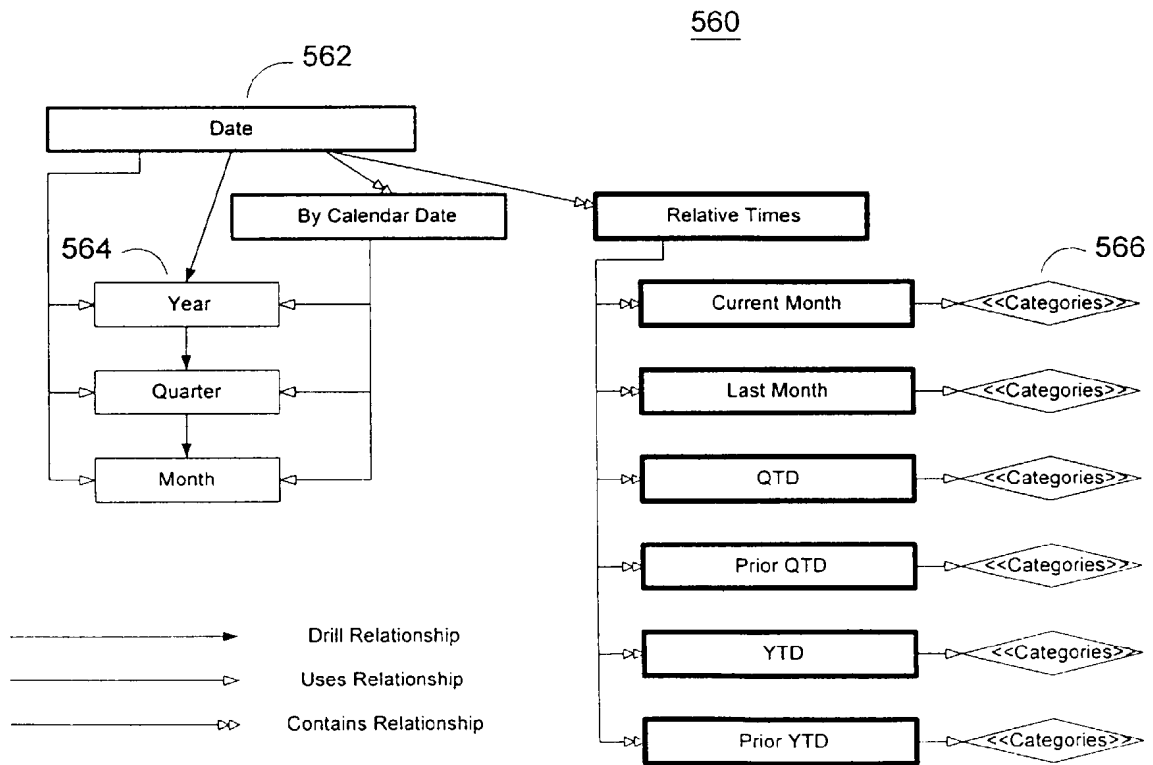 560
562
Date
By Calendar Date
Relative Times
564
566
Year
Current Month
<<Categories>>
Quarter
Last Month
<<Categories>>
Month
QTD
<<Categories>>
Prior QTD
<<Categories>>
Drill Relationship
YTD
<<Categories>>
Uses Relationship
Contains Relationship
Prior YTD
<<Categories>>